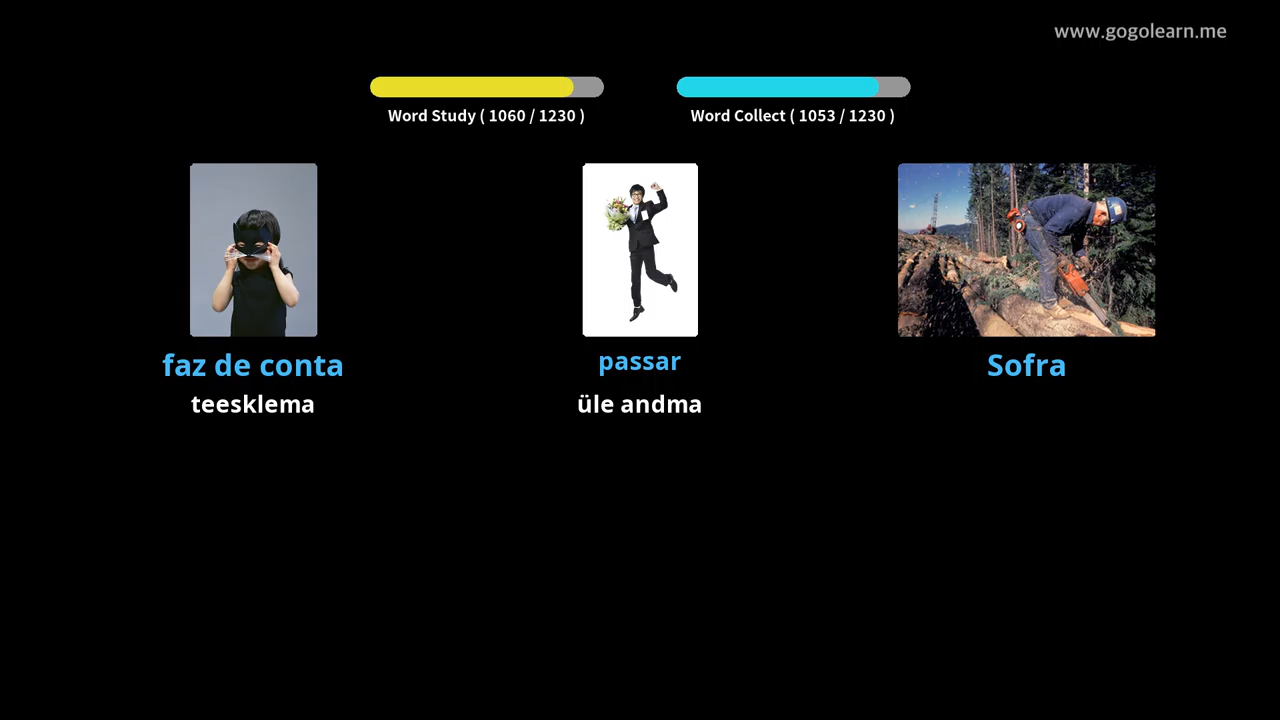 www.gogolearn.me
Word Study ( 1060 / 1230 )
Word Collect ( 1053 / 1230 )
faz de conta
passar
Sofra
teesklema
üle andma